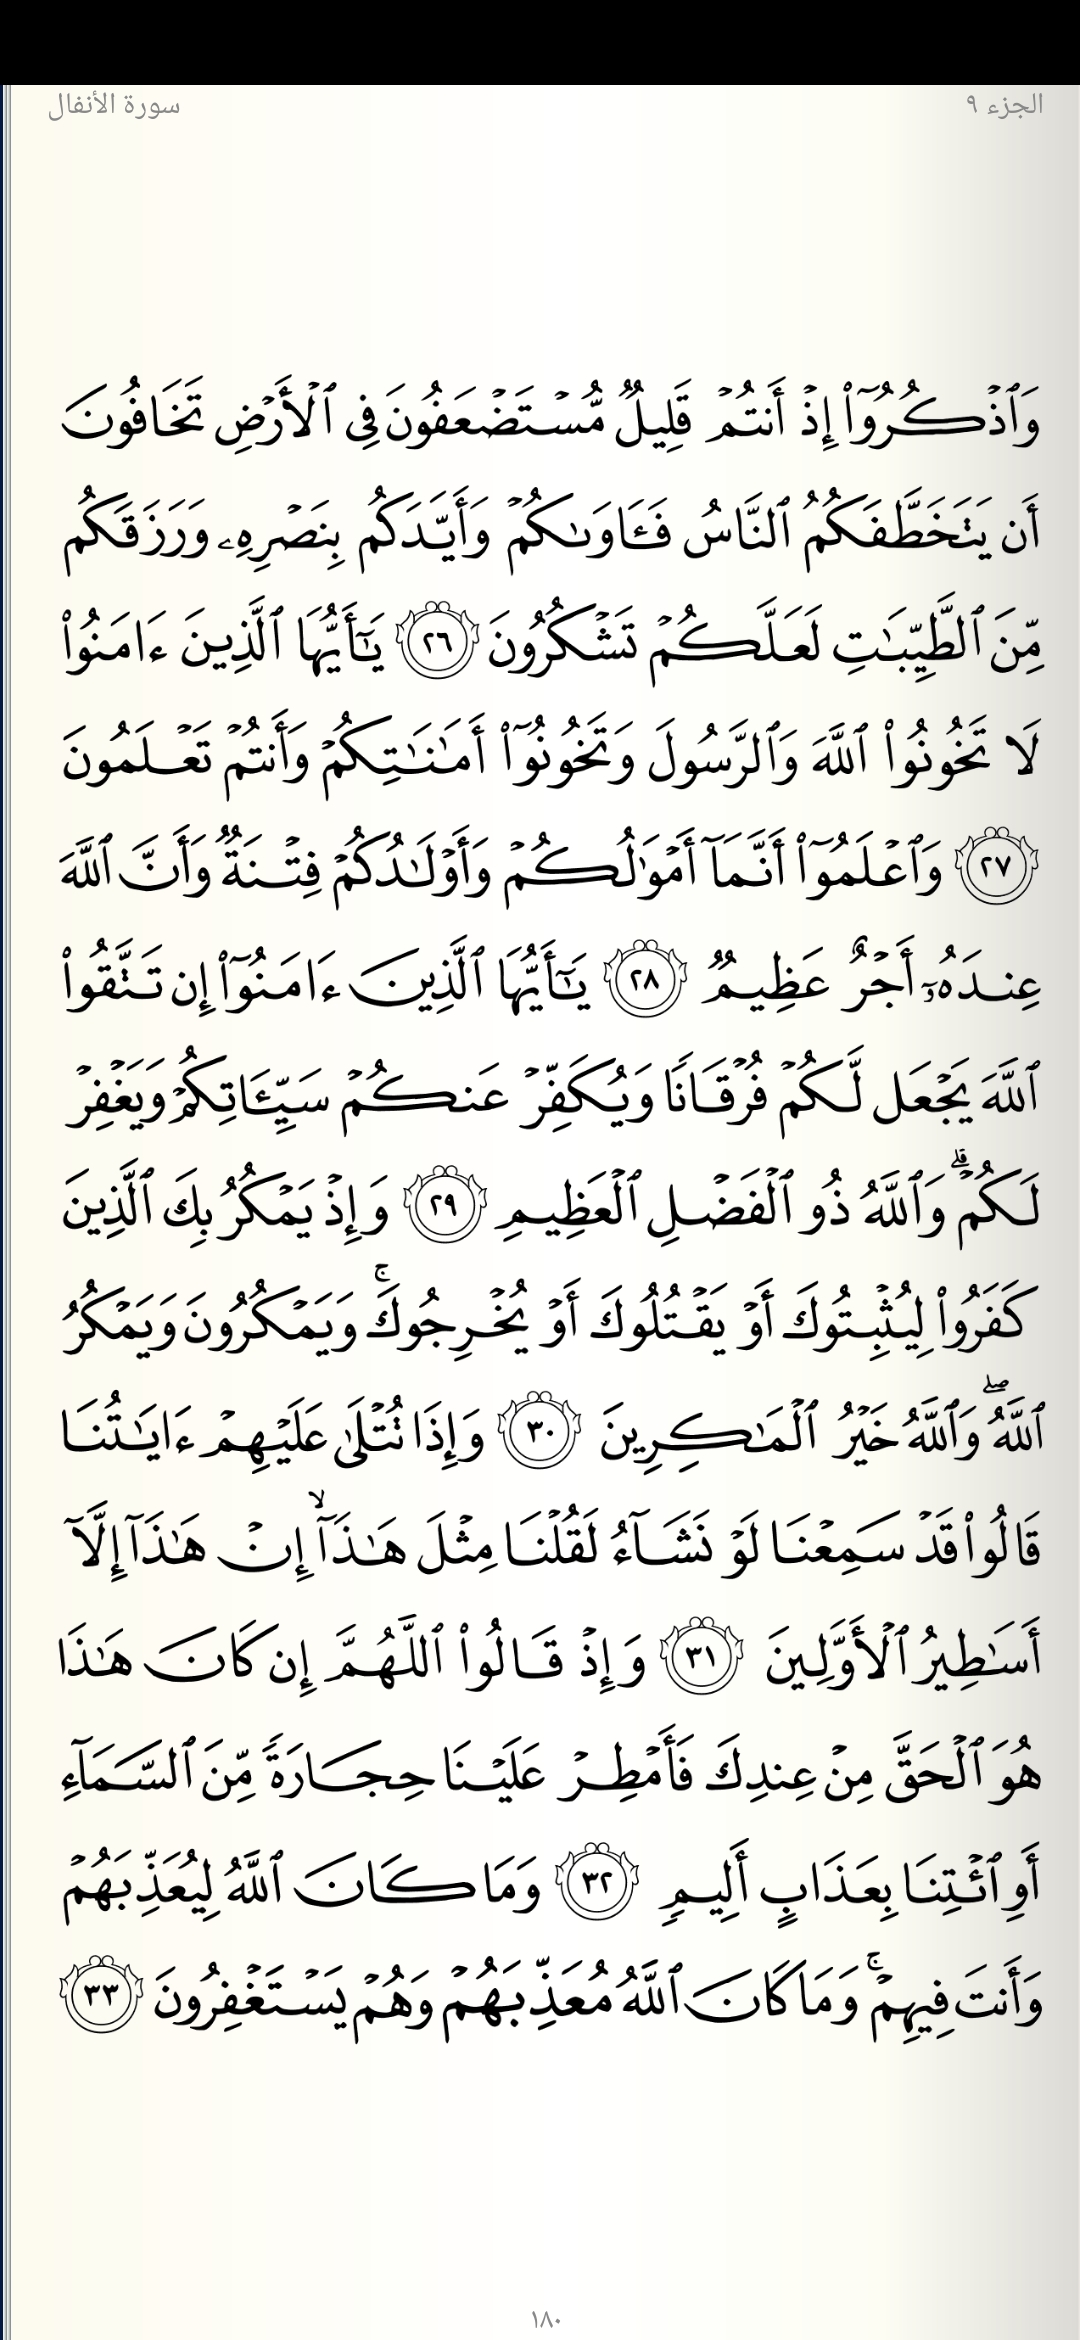 الجزء ٩
سورة الأنفال
وَٱذۡكُرُوٓاْ إِذۡ أَنتُمۡ قَلِيلٞ مُّسۡتَضۡعَفُونَ فِي ٱلۡأَرۡضِ تَخَافُونَ
أَن يَتَخَطَّفَكُمُ ٱلنَّاسُ فَـَٔاوَىٰكُمۡ وَأَيَّدَكُم بِنَصۡرِهِۦ وَرَزَقَكُم
مِّنَ ٱلطَّيِّبَٰتِ لَعَلَّكُمۡ تَشۡكُرُونَ ٢٦ يَٰٓأَيُّهَا ٱلَّذِينَ ءَامَنُواْ
لَا تَخُونُواْ ٱللَّهَ وَٱلرَّسُولَ وَتَخُونُوٓاْ أَمَٰنَٰتِكُمۡ وَأَنتُمۡ تَعۡلَمُونَ
٢٧ وَٱعۡلَمُوٓاْ أَنَّمَآ أَمۡوَٰلُكُمۡ وَأَوۡلَٰدُكُمۡ فِتۡنَةٞ وَأَنَّ ٱللَّهَ
عِندَهُۥٓ أَجۡرٌ عَظِيمٞ ٢٨ يَٰٓأَيُّهَا ٱلَّذِينَ ءَامَنُوٓاْ إِن تَتَّقُواْ
ٱللَّهَ يَجۡعَل لَّكُمۡ فُرۡقَانٗا وَيُكَفِّرۡ عَنكُمۡ سَيِّـَٔاتِكُمۡ وَيَغۡفِرۡ
لَكُمۡۗ وَٱللَّهُ ذُو ٱلۡفَضۡلِ ٱلۡعَظِيمِ ٢٩ وَإِذۡ يَمۡكُرُ بِكَ ٱلَّذِينَ
كَفَرُواْ لِيُثۡبِتُوكَ أَوۡ يَقۡتُلُوكَ أَوۡ يُخۡرِجُوكَۚ وَيَمۡكُرُونَ وَيَمۡكُرُ
ٱللَّهُۖ وَٱللَّهُ خَيۡرُ ٱلۡمَٰكِرِينَ ٣٠ وَإِذَا تُتۡلَىٰ عَلَيۡهِمۡ ءَايَٰتُنَا
قَالُواْ قَدۡ سَمِعۡنَا لَوۡ نَشَآءُ لَقُلۡنَا مِثۡلَ هَٰذَآۙ إِنۡ هَٰذَآ إِلَّآ
أَسَٰطِيرُ ٱلۡأَوَّلِينَ ٣١ وَإِذۡ قَالُواْ ٱللَّهُمَّ إِن كَانَ هَٰذَا
هُوَ ٱلۡحَقَّ مِنۡ عِندِكَ فَأَمۡطِرۡ عَلَيۡنَا حِجَارَةٗ مِّنَ ٱلسَّمَآءِ
أَوِ ٱئۡتِنَا بِعَذَابٍ أَلِيمٖ ٣٢ وَمَا كَانَ ٱللَّهُ لِيُعَذِّبَهُمۡ
وَأَنتَ فِيهِمۡۚ وَمَا كَانَ ٱللَّهُ مُعَذِّبَهُمۡ وَهُمۡ يَسۡتَغۡفِرُونَ ٣٣
١٨٠